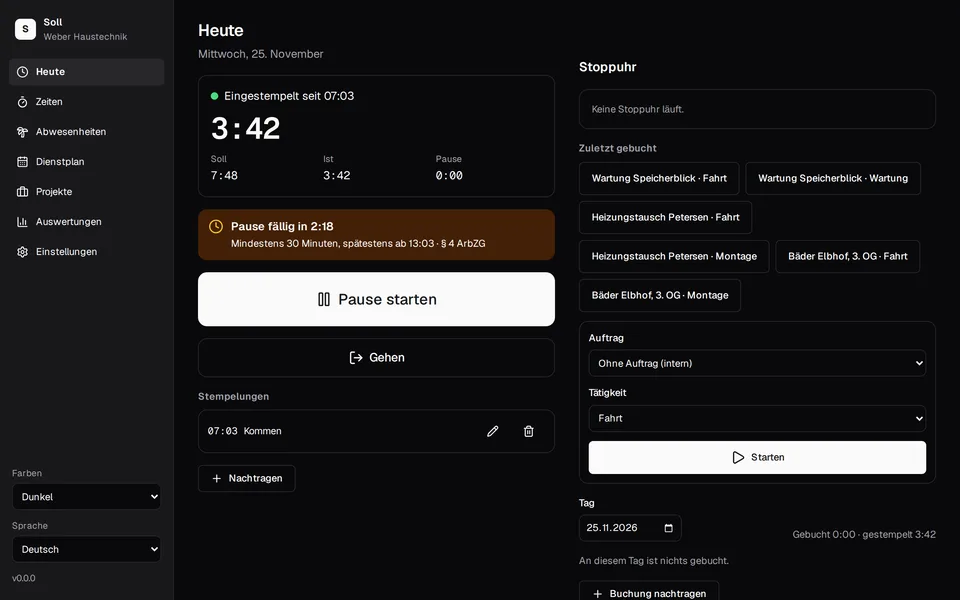 S
Soll
Weber Haustechnik
Heute
Zeiten
Abwesenheiten
Dienstplan
Projekte
Auswertungen
Einstellungen
Farben
Dunkel
Sprache
Deutsch
v0.0.0
Heute
Mittwoch, 25. November
Eingestempelt seit 07:03
3:42
Soll Ist Pause
7:48 3:42 0:00
Pause fällig in 2:18
Mindestens 30 Minuten, spätestens ab 13:03 · § 4 ArbZG
Pause starten
Gehen
Stempelungen
07:03 Kommen
Nachtragen
Stoppuhr
Keine Stoppuhr läuft.
Zuletzt gebucht
Wartung Speicherblick · Fahrt
Wartung Speicherblick · Wartung
Heizungstausch Petersen · Fahrt
Heizungstausch Petersen · Montage
Bäder Elbhof, 3. OG · Fahrt
Bäder Elbhof, 3. OG · Montage
Auftrag
Ohne Auftrag (intern)
Tätigkeit
Fahrt
Starten
Tag
25.11.2026
Gebucht 0:00 · gestempelt 3:42
An diesem Tag ist nichts gebucht.
Buchung nachtragen